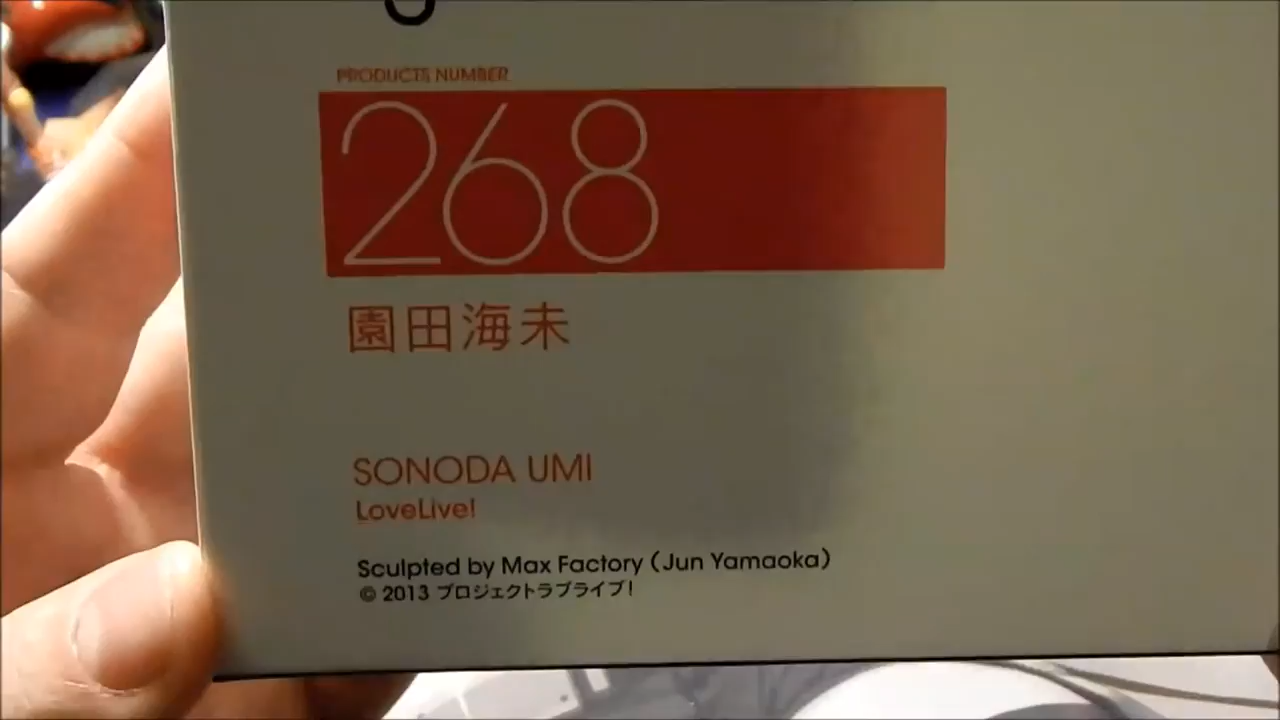 PRODUCTS NUMBER
268
園田海未
SONODA UMI
LoveLive!
Sculpted by Max Factory (Jun Yamaoka)
© 2013 プロジェクトラブライブ!